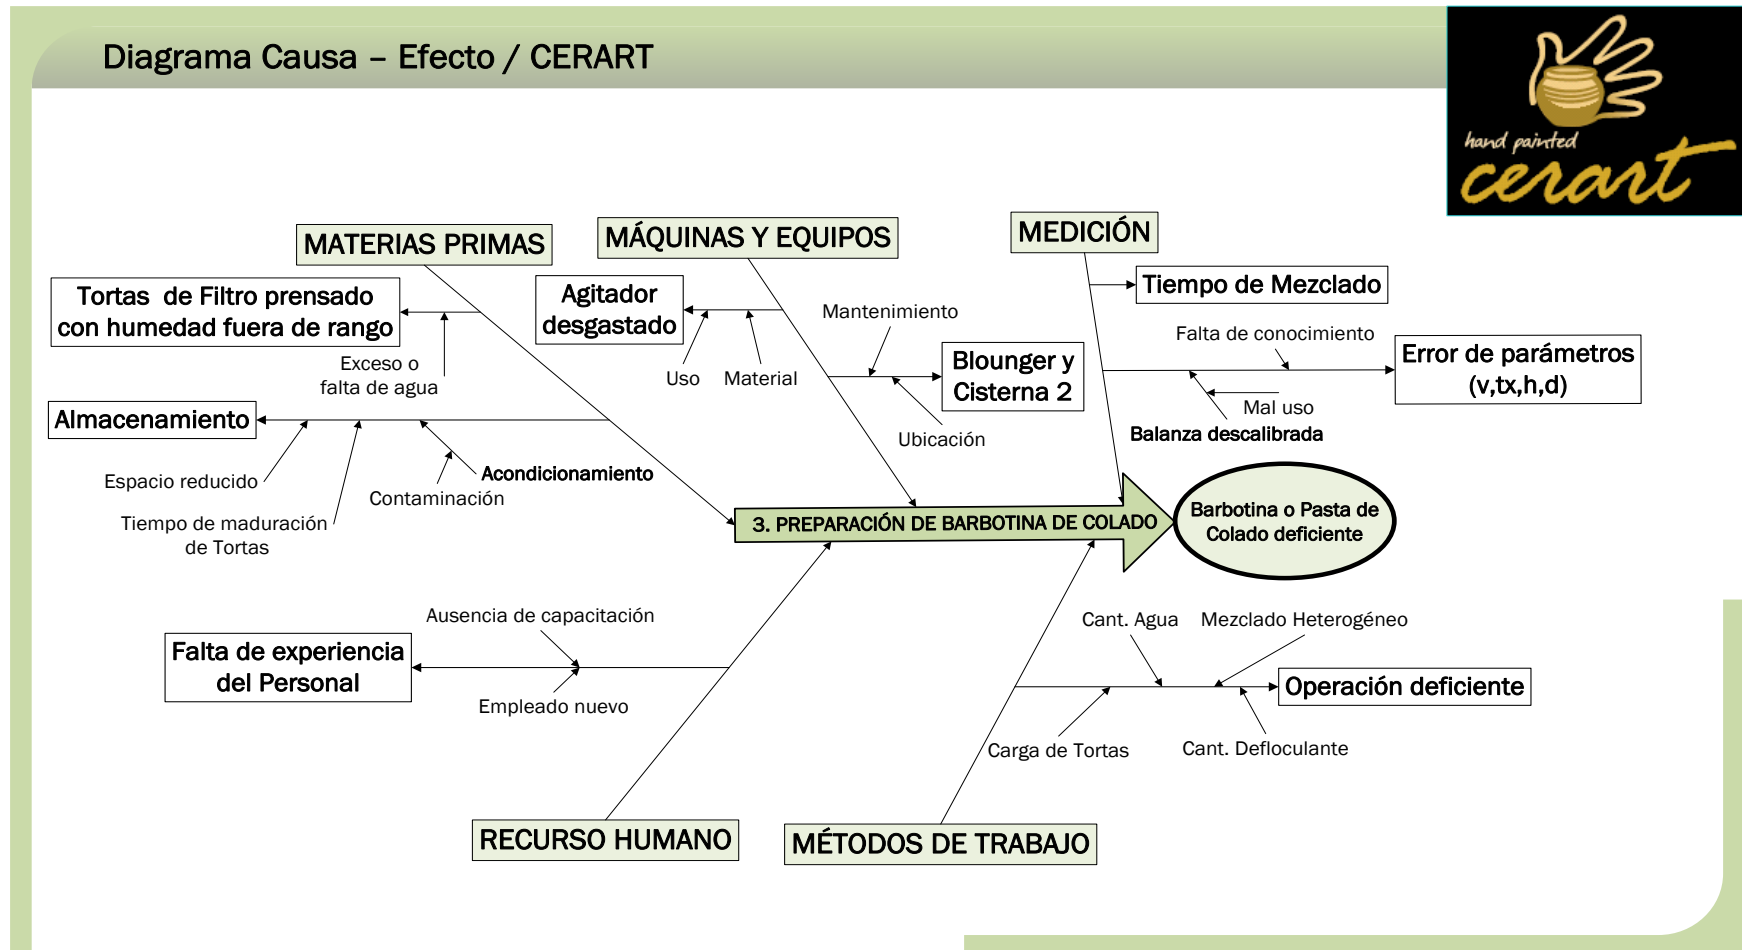 Diagrama Causa – Efecto / CERART
hand painted
cerart
MATERIAS PRIMAS
MÁQUINAS Y EQUIPOS
MEDICIÓN
Tortas de Filtro prensado
con humedad fuera de rango
Exceso o
falta de agua
Almacenamiento
Espacio reducido
Tiempo de maduración
de Tortas
Contaminación
Acondicionamiento
Agitador
desgastado
Uso
Material
Mantenimiento
Blounger y
Cisterna 2
Ubicación
Tiempo de Mezclado
Falta de conocimiento
Error de parámetros
(v,tx,h,d)
Mal uso
Balanza descalibrada
3. PREPARACIÓN DE BARBOTINA DE COLADO
Barbotina o Pasta de
Colado deficiente
Ausencia de capacitación
Falta de experiencia
del Personal
Empleado nuevo
Cant. Agua
Mezclado Heterogéneo
Operación deficiente
Carga de Tortas
Cant. Defloculante
RECURSO HUMANO
MÉTODOS DE TRABAJO